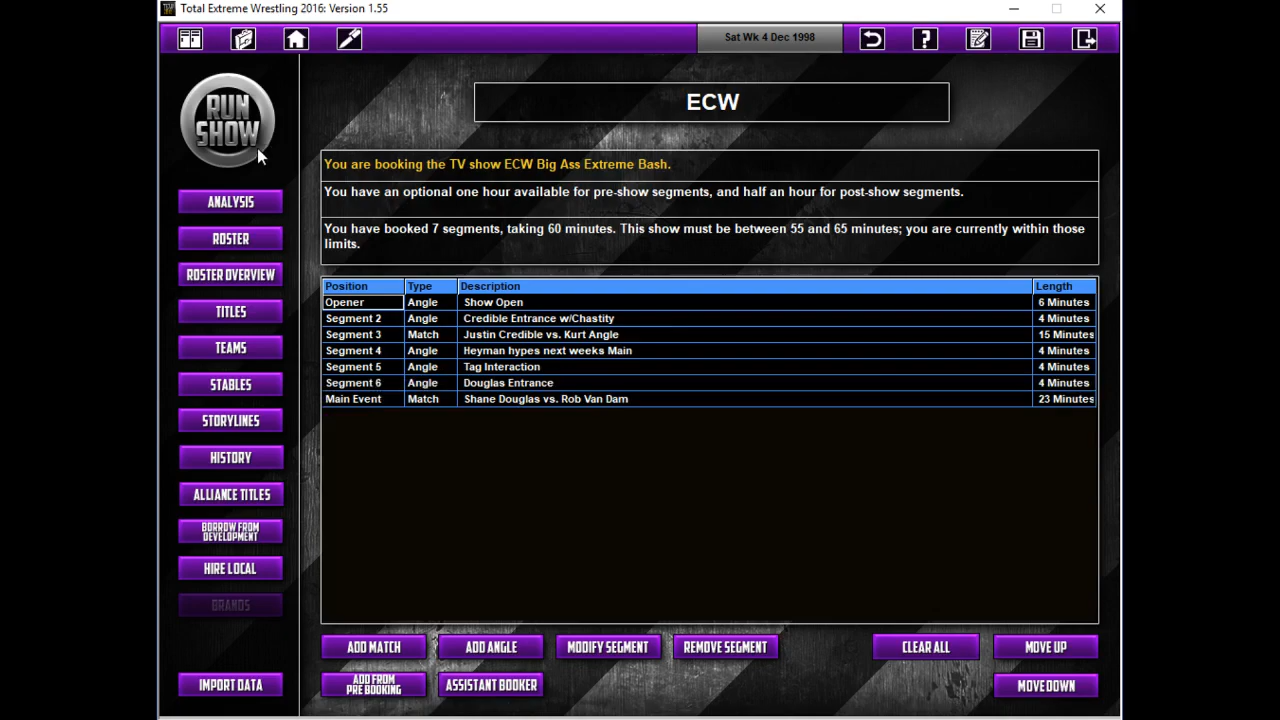 Total Extreme Wrestling 2016: Version 1.55
Sat Wk 4 Dec 1998
RUN
SHOW
ECW
You are booking the TV show ECW Big Ass Extreme Bash.
You have an optional one hour available for pre-show segments, and half an hour for post-show segments.
You have booked 7 segments, taking 60 minutes. This show must be between 55 and 65 minutes; you are currently within those
limits.
ANALYSIS
ROSTER
ROSTER OVERVIEW
TITLES
TEAMS
STABLES
STORYLINES
HISTORY
ALLIANCE TITLES
BORROW FROM
DEVELOPMENT
HIRE LOCAL
BRANDS
IMPORT DATA
Position Type Description Length
Opener Angle Show Open 6 Minutes
Segment 2 Angle Credible Entrance w/Chastity 4 Minutes
Segment 3 Match Justin Credible vs. Kurt Angle 15 Minutes
Segment 4 Angle Heyman hypes next weeks Main 4 Minutes
Segment 5 Angle Tag Interaction 4 Minutes
Segment 6 Angle Douglas Entrance 4 Minutes
Main Event Match Shane Douglas vs. Rob Van Dam 23 Minutes
ADD MATCH ADD ANGLE MODIFY SEGMENT REMOVE SEGMENT CLEAR ALL MOVE UP
ADD FROM
PRE BOOKING
ASSISTANT BOOKER MOVE DOWN